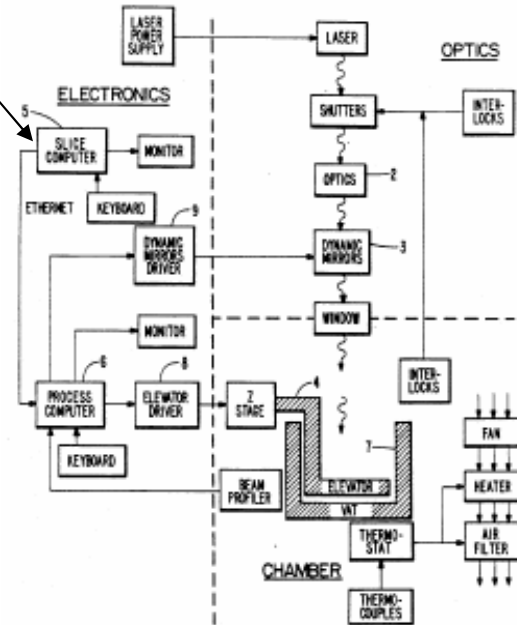 LASER
POWER
SUPPLY
LASER
OPTICS
ELECTRONICS
5
SLICE
COMPUTER
MONITOR
SHUTTERS
INTER-
LOCKS
ETHERNET
KEYBOARD
OPTICS
2
9
DYNAMIC
MIRRORS
DRIVER
DYNAMIC
MIRRORS
3
MONITOR
WINDOW
6
8
4
PROCESS
COMPUTER
ELEVATOR
DRIVER
Z
STAGE
INTER-
LOCKS
7
FAN
KEYBOARD
BEAM
PROFILER
ELEVATOR
VAT
HEATER
THERMO-
STAT
AIR
FILTER
CHAMBER
THERMO-
COUPLES